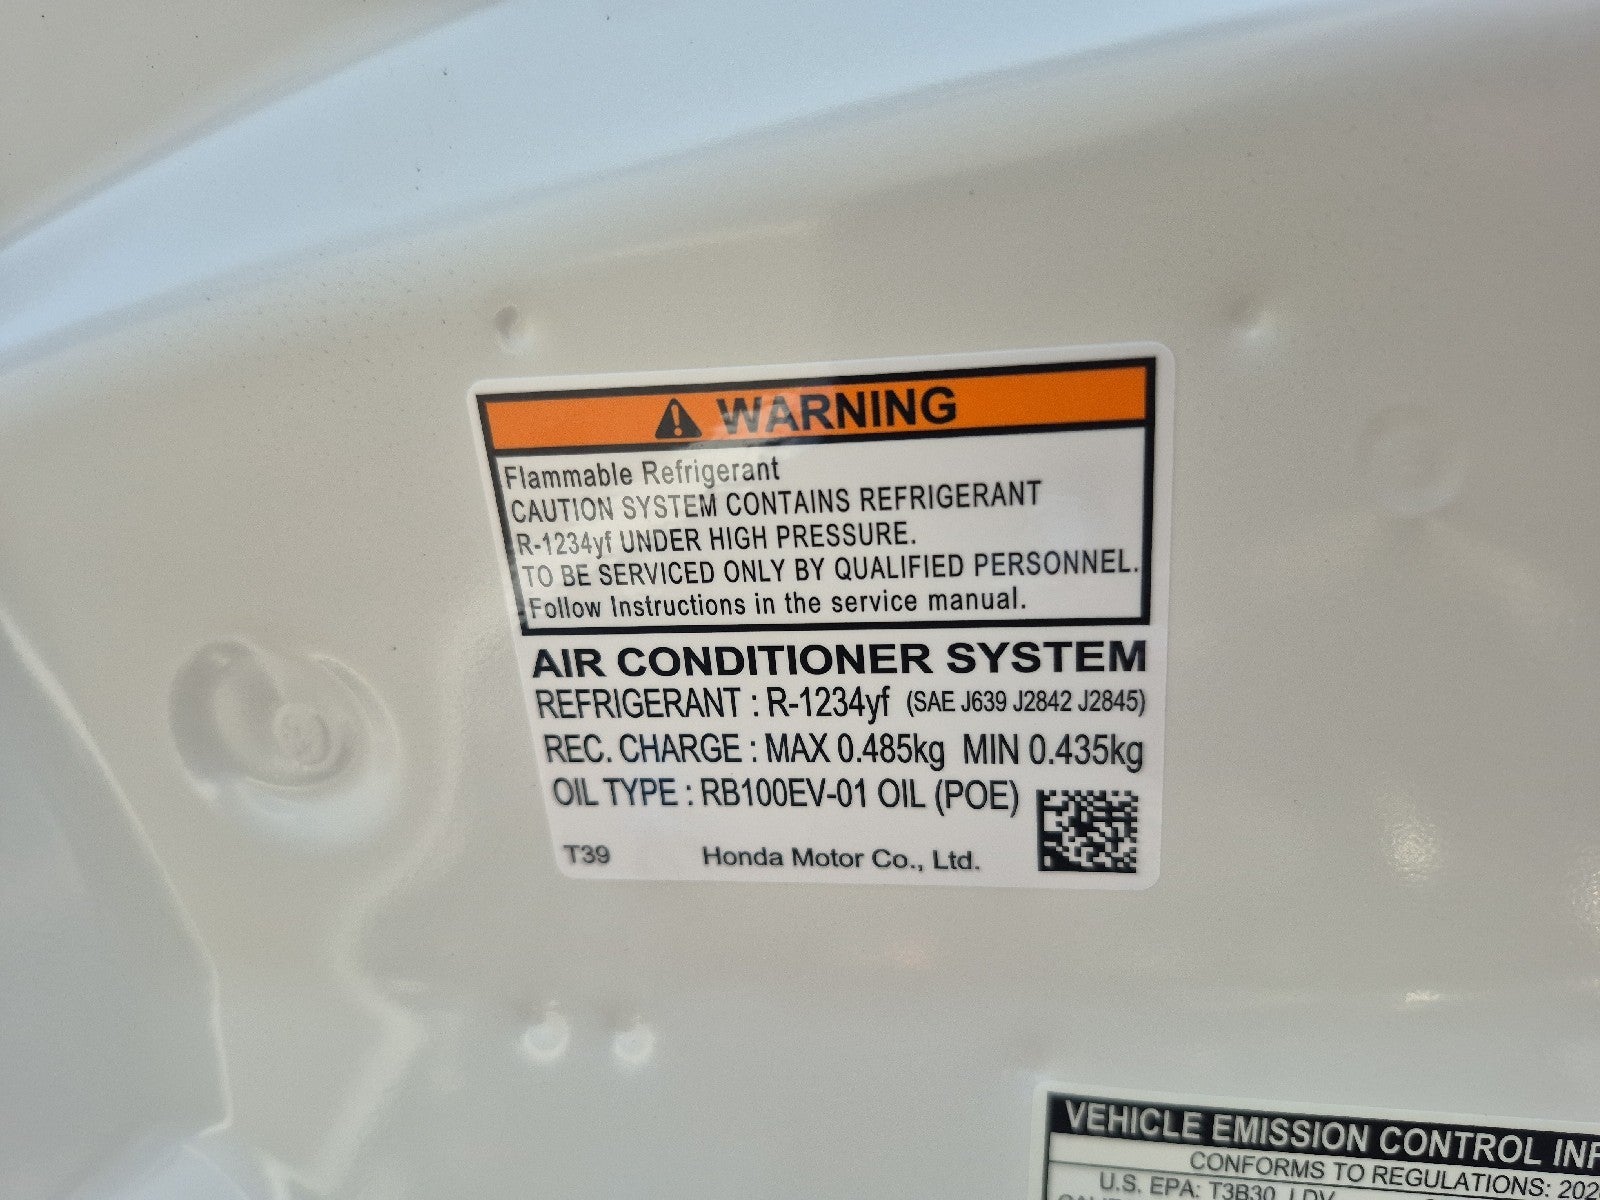 WARNING
Flammable Refrigerant
CAUTION SYSTEM CONTAINS REFRIGERANT
R-1234yf UNDER HIGH PRESSURE.
TO BE SERVICED ONLY BY QUALIFIED PERSONNEL.
Follow Instructions in the service manual.
AIR CONDITIONER SYSTEM
REFRIGERANT : R-1234yf (SAE J639 J2842 J2845)
REC. CHARGE : MAX 0.485kg MIN 0.435kg
OIL TYPE : RB100EV-01 OIL (POE)
T39 Honda Motor Co., Ltd.
VEHICLE EMISSION CONTROL INF
CONFORMS TO REGULATIONS: 202
U.S. EPA: T3B30 LDV